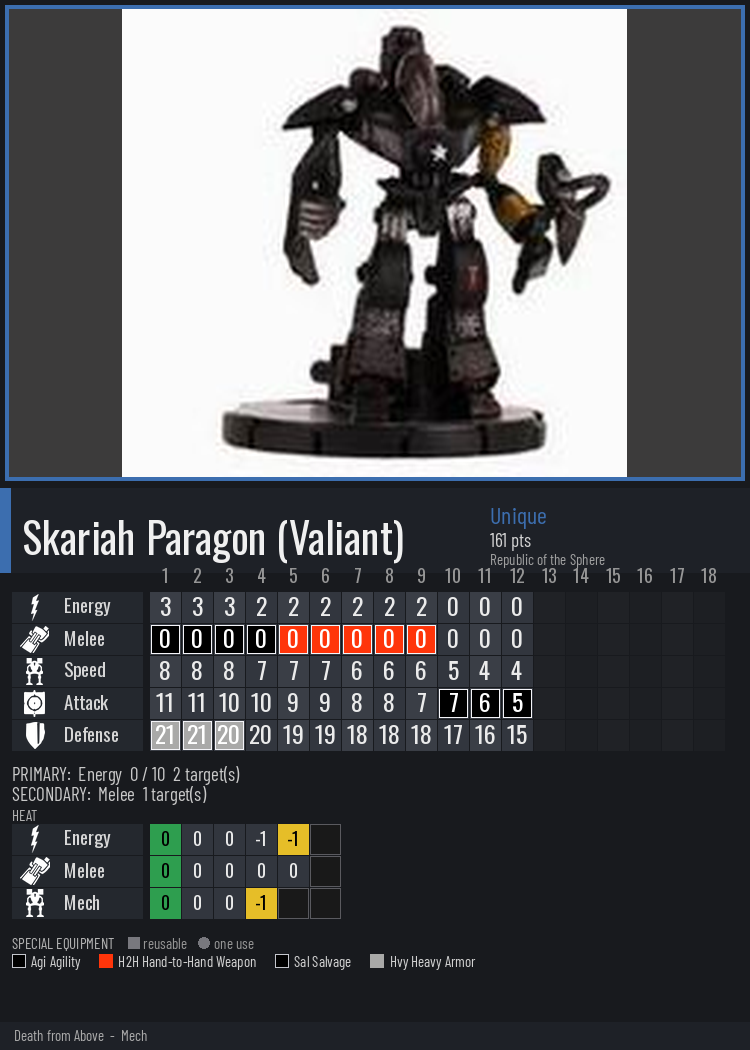 Skariah Paragon (Valiant)
Unique
161 pts
Republic of the Sphere
1 2 3 4 5 6 7 8 9 10 11 12 13 14 15 16 17 18
Energy 3 3 3 2 2 2 2 2 2 0 0 0
Melee 0 0 0 0 0 0 0 0 0 0 0 0
Speed 8 8 8 7 7 7 6 6 6 5 4 4
Attack 11 11 10 10 9 9 8 8 7 7 6 5
Defense 21 21 20 20 19 19 18 18 18 17 16 15
PRIMARY: Energy 0 / 10 2 target(s)
SECONDARY: Melee 1 target(s)
HEAT
Energy 0 0 0 -1 -1
Melee 0 0 0 0 0
Mech 0 0 0 -1
SPECIAL EQUIPMENT reusable one use
Agi Agility H2H Hand-to-Hand Weapon Sal Salvage Hvy Heavy Armor
Death from Above - Mech